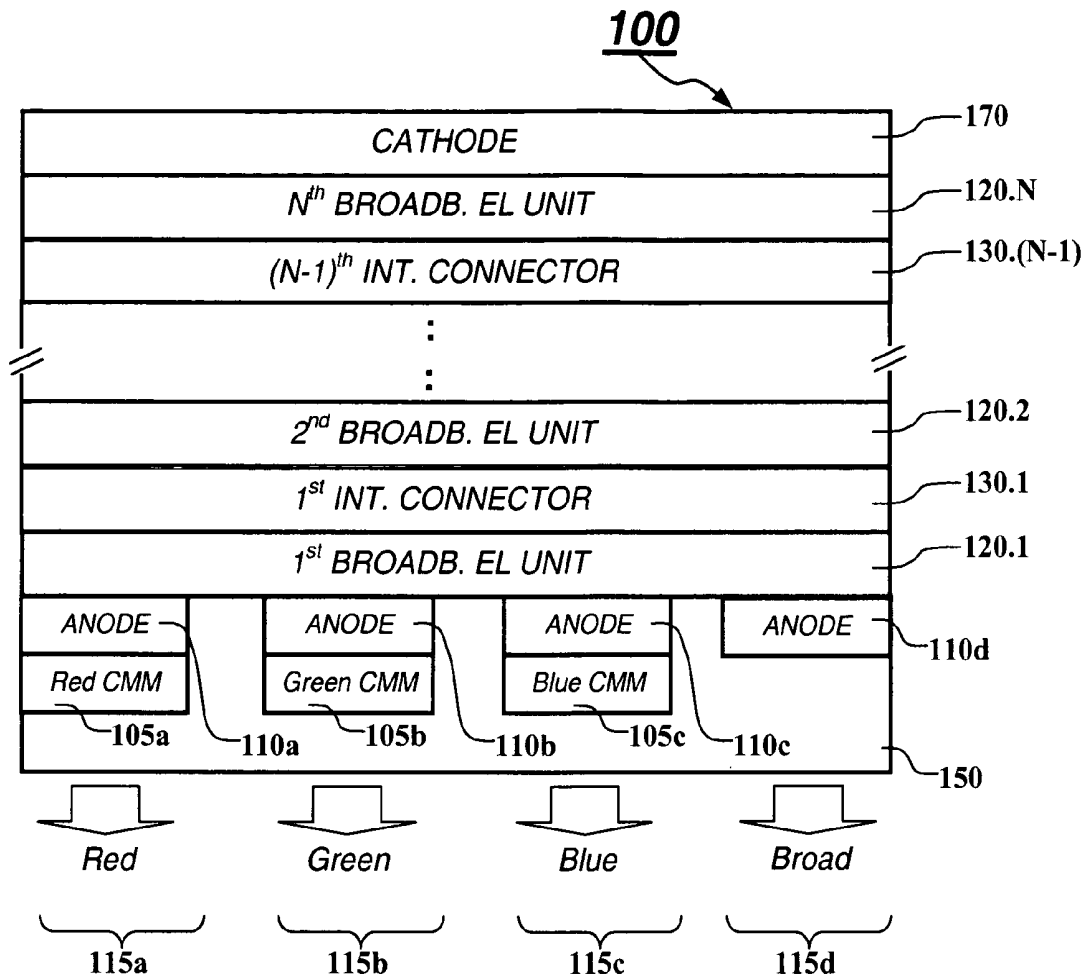 100
CATHODE
170
Nth BROADB. EL UNIT
120.N
(N-1)th INT. CONNECTOR
130.(N-1)
2nd BROADB. EL UNIT
120.2
1st INT. CONNECTOR
130.1
1st BROADB. EL UNIT
120.1
ANODE ANODE ANODE ANODE
110d
Red CMM Green CMM Blue CMM
105a 110a 105b 110b 105c 110c
150
Red Green Blue Broad
115a 115b 115c 115d